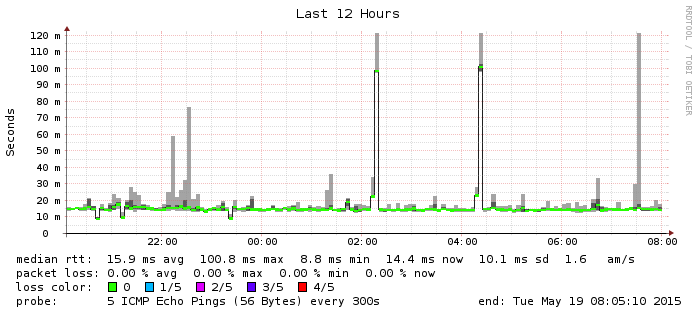 Last 12 Hours
RRDTOOL / TOBI OETIKER
Seconds
120 m
110 m
100 m
90 m
80 m
70 m
60 m
50 m
40 m
30 m
20 m
10 m
0
22:00 00:00 02:00 04:00 06:00 08:00
median rtt: 15.9 ms avg 100.8 ms max 8.8 ms min 14.4 ms now 10.1 ms sd 1.6 am/s
packet loss: 0.00 % avg 0.00 % max 0.00 % min 0.00 % now
loss color: 0 1/5 2/5 3/5 4/5
probe: 5 ICMP Echo Pings (56 Bytes) every 300s end: Tue May 19 08:05:10 2015